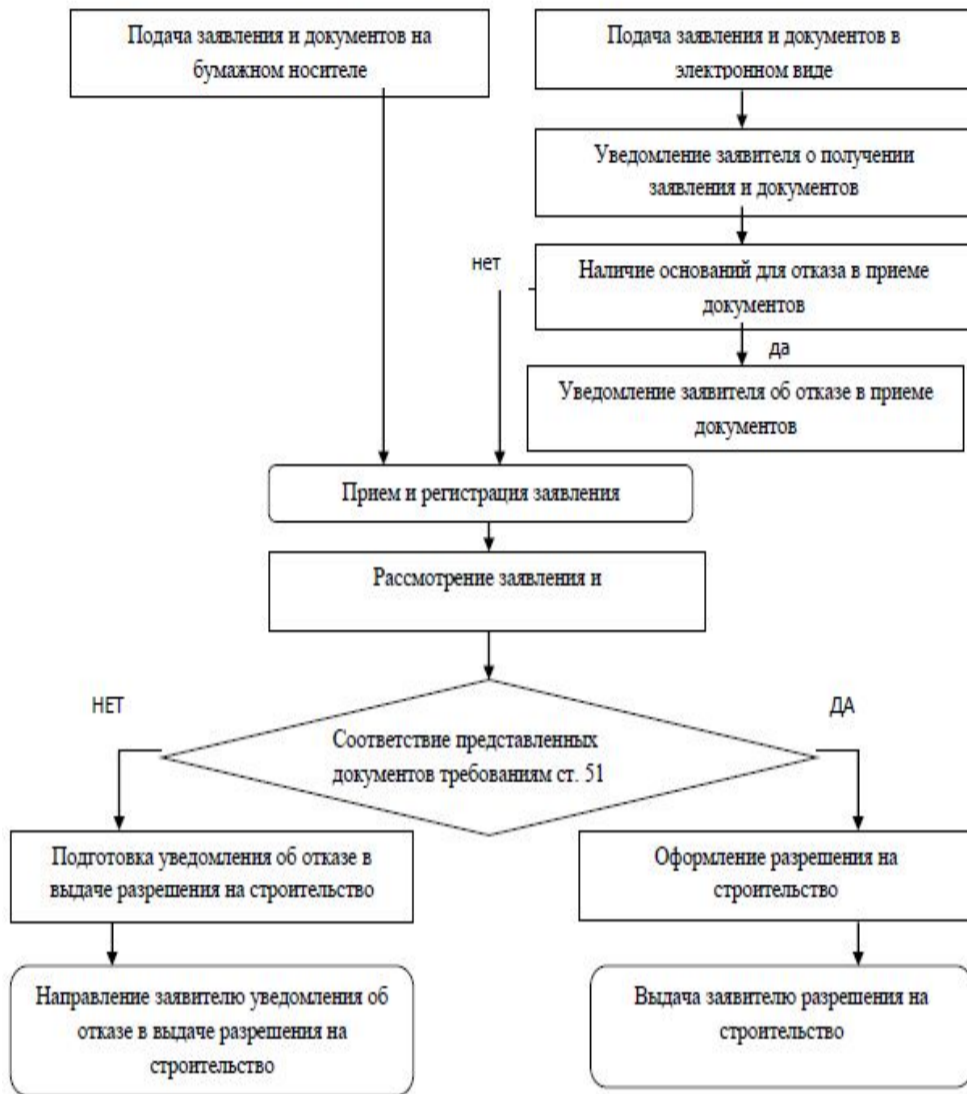 Подача заявления и документов на
бумажном носителе
Подача заявления и документов в
электронном виде
Уведомление заявителя о получении
заявления и документов
нет
Наличие оснований для отказа в приеме
документов
да
Уведомление заявителя об отказе в приеме
документов
Прием и регистрация заявления
Рассмотрение заявления и
НЕТ
ДА
Соответствие представленных
документов требованиям ст. 51
Подготовка уведомления об отказе в
выдаче разрешения на строительство
Оформление разрешения на
строительство
Направление заявителю уведомления об
отказе в выдаче разрешения на
строительство
Выдача заявителю разрешения на
строительство